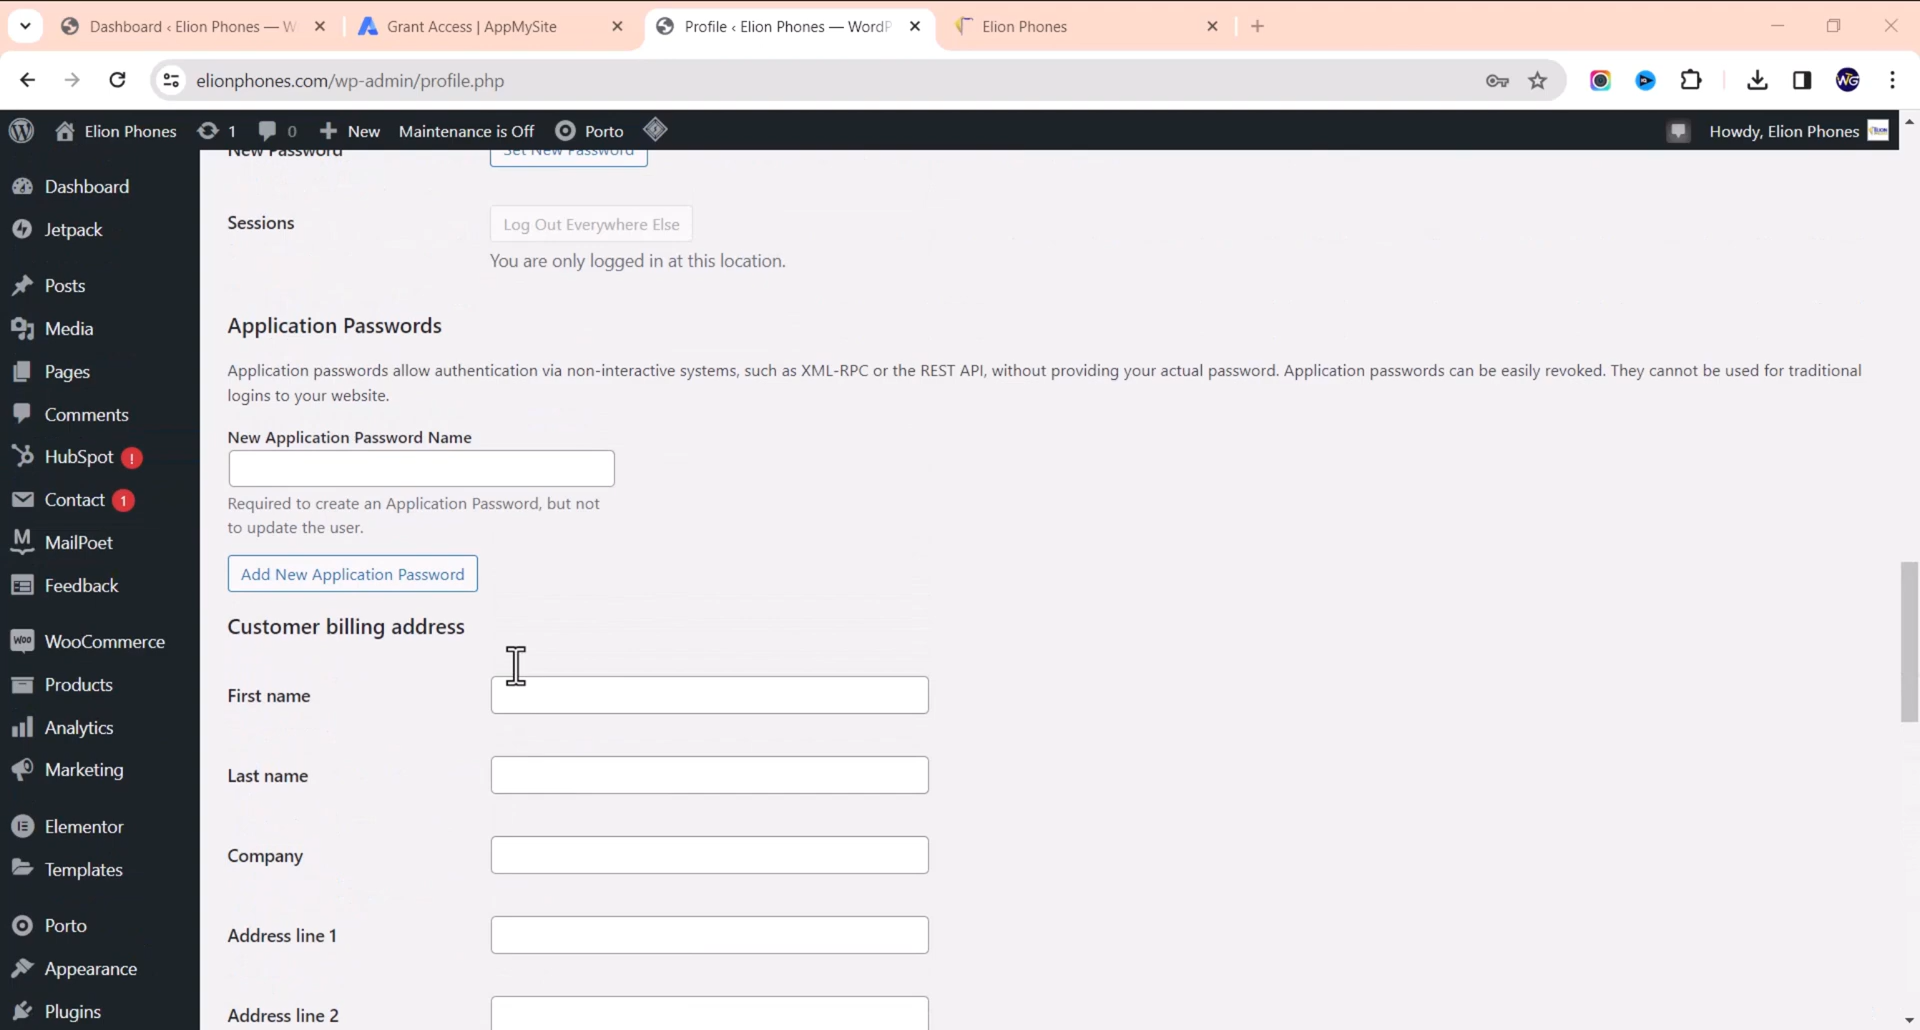 Dashboard ‹ Elion Phones — W
Grant Access | AppMySite
Profile ‹ Elion Phones — WordP
Elion Phones
elionphones.com/wp-admin/profile.php
WG
Elion Phones
1
0
New
Maintenance is Off
Porto
Howdy, Elion Phones
New Password
Set New Password
Dashboard
Jetpack
Posts
Media
Pages
Comments
HubSpot !
Contact 1
MailPoet
Feedback
WooCommerce
Products
Analytics
Marketing
Elementor
Templates
Porto
Appearance
Plugins
Sessions
Log Out Everywhere Else
You are only logged in at this location.
Application Passwords
Application passwords allow authentication via non-interactive systems, such as XML-RPC or the REST API, without providing your actual password. Application passwords can be easily revoked. They cannot be used for traditional
logins to your website.
New Application Password Name
Required to create an Application Password, but not
to update the user.
Add New Application Password
Customer billing address
First name
Last name
Company
Address line 1
Address line 2